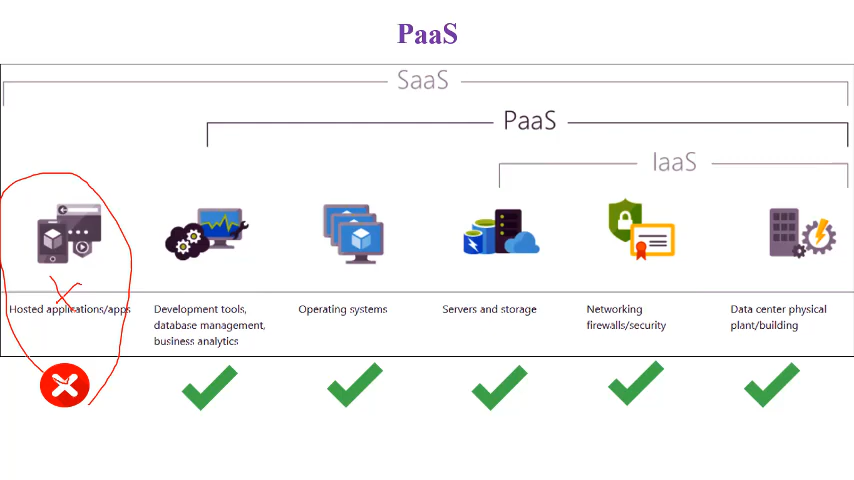 PaaS
SaaS
PaaS
IaaS
Hosted applications/apps
Development tools,
database management,
business analytics
Operating systems
Servers and storage
Networking
firewalls/security
Data center physical
plant/building